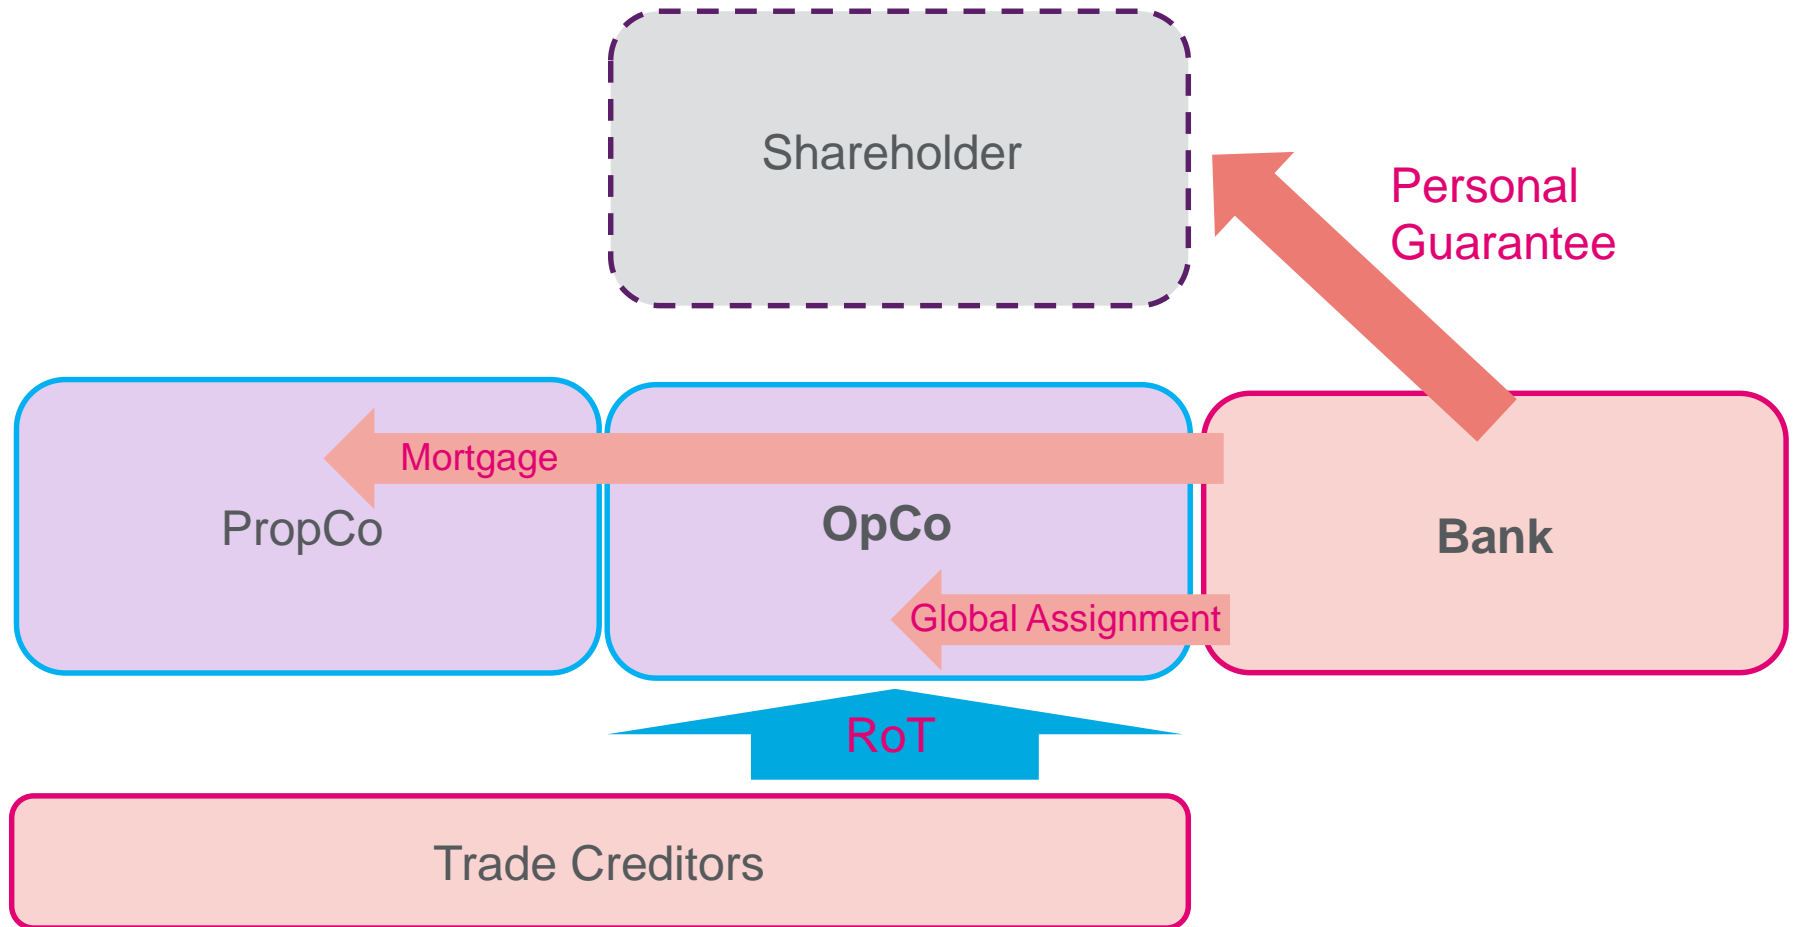 Shareholder
Personal
Guarantee
Mortgage
PropCo
OpCo
Bank
Global Assignment
RoT
Trade Creditors